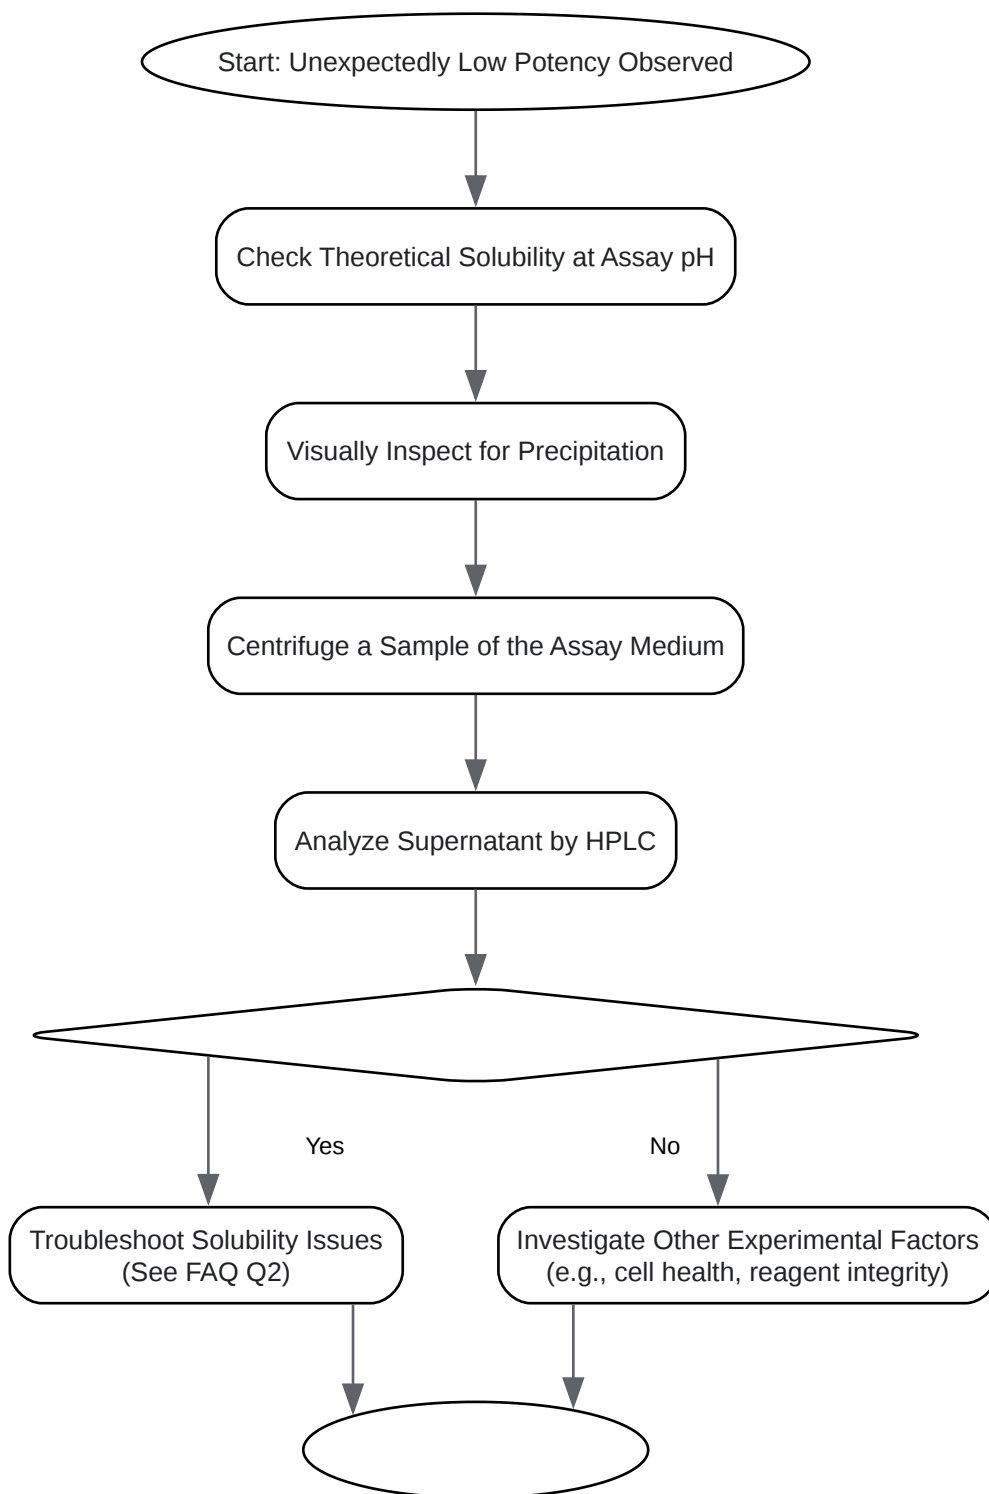 Start: Unexpectedly Low Potency Observed
Check Theoretical Solubility at Assay pH
Visually Inspect for Precipitation
Centrifuge a Sample of the Assay Medium
Analyze Supernatant by HPLC
Yes
No
Troubleshoot Solubility Issues
(See FAQ Q2)
Investigate Other Experimental Factors
(e.g., cell health, reagent integrity)